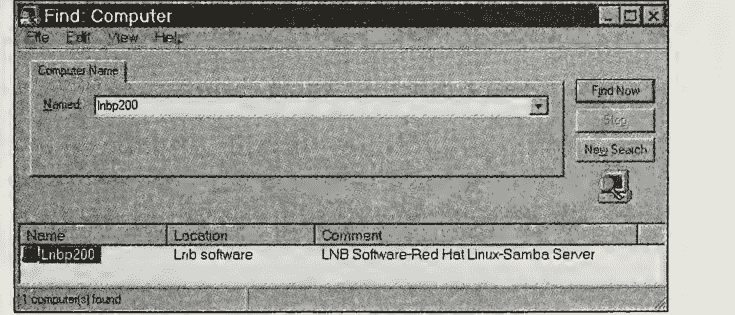 Find: Computer
File Edit View Help
Computer Name
Named: lnbp200
Find Now
Stop
New Search
Name Location Comment
Lnbp200 Lnb software LNB Software-Red Hat Linux-Samba Server
1 computer(s) found